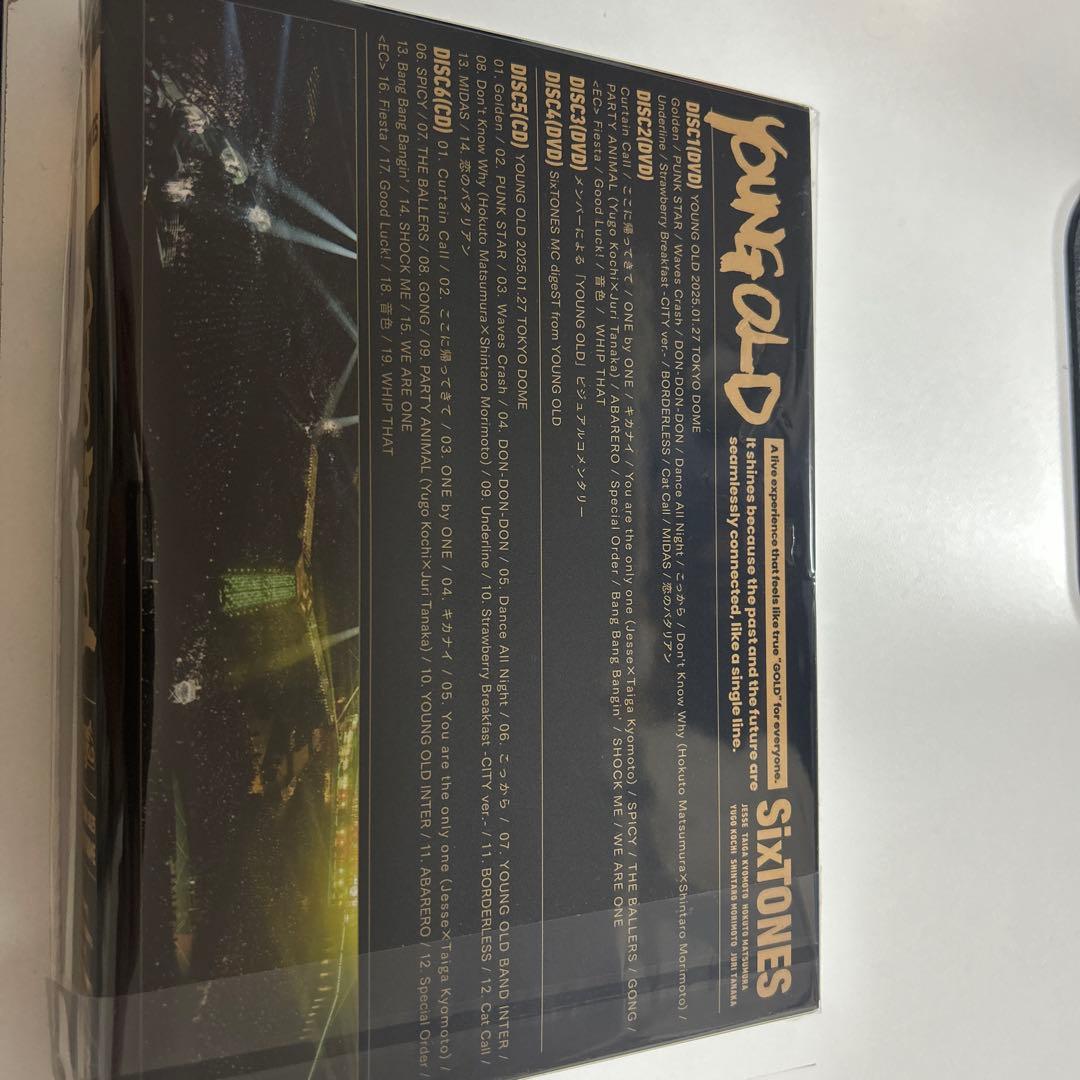 YOUNG OLD
A live experience that feels like true "GOLD" for everyone.
It shines because the past and the future are
seamlessly connected, like a single line.
SixTONES
JESSE TAIGA KYOMOTO HOKUTO MATSUMURA
YUGO KOCHI SHINTARO MORIMOTO JURI TANAKA
DISC1(DVD) YOUNG OLD 2025.01.27 TOKYO DOME
Golden / PUNK STAR / Waves Crash / DON-DON-DON / Dance All Night / こっから / Don't Know Why (Hokuto Matsumura×Shintaro Morimoto) /
Underline / Strawberry Breakfast -CITY ver.- / BORDERLESS / Cat Call / MIDAS / 恋のバタリアン
DISC2(DVD)
Curtain Call / ここに帰ってきて / ONE by ONE / キカナイ / You are the only one (Jesse×Taiga Kyomoto) / SPICY / THE BALLERS / GONG /
PARTY ANIMAL (Yugo Kochi×Juri Tanaka) / ABARERO / Special Order / Bang Bang Bangin' / SHOCK ME / WE ARE ONE
<EC> Fiesta / Good Luck! / 音色 / WHIP THAT
DISC3(DVD) メンバーによる「YOUNG OLD」ビジュアルコメンタリー
DISC4(DVD) SixTONES MC digeST from YOUNG OLD
DISC5(CD) YOUNG OLD 2025.01.27 TOKYO DOME
01. Golden / 02. PUNK STAR / 03. Waves Crash / 04. DON-DON-DON / 05. Dance All Night / 06. こっから / 07. YOUNG OLD BAND INTER /
08. Don't Know Why (Hokuto Matsumura×Shintaro Morimoto) / 09. Underline / 10. Strawberry Breakfast -CITY ver.- / 11. BORDERLESS / 12. Cat Call /
13. MIDAS / 14. 恋のバタリアン
DISC6(CD) 01. Curtain Call / 02. ここに帰ってきて / 03. ONE by ONE / 04. キカナイ / 05. You are the only one (Jesse×Taiga Kyomoto) /
06. SPICY / 07. THE BALLERS / 08. GONG / 09. PARTY ANIMAL (Yugo Kochi×Juri Tanaka) / 10. YOUNG OLD INTER / 11. ABARERO / 12. Special Order /
13. Bang Bang Bangin' / 14. SHOCK ME / 15. WE ARE ONE
<EC> 16. Fiesta / 17. Good Luck! / 18. 音色 / 19. WHIP THAT